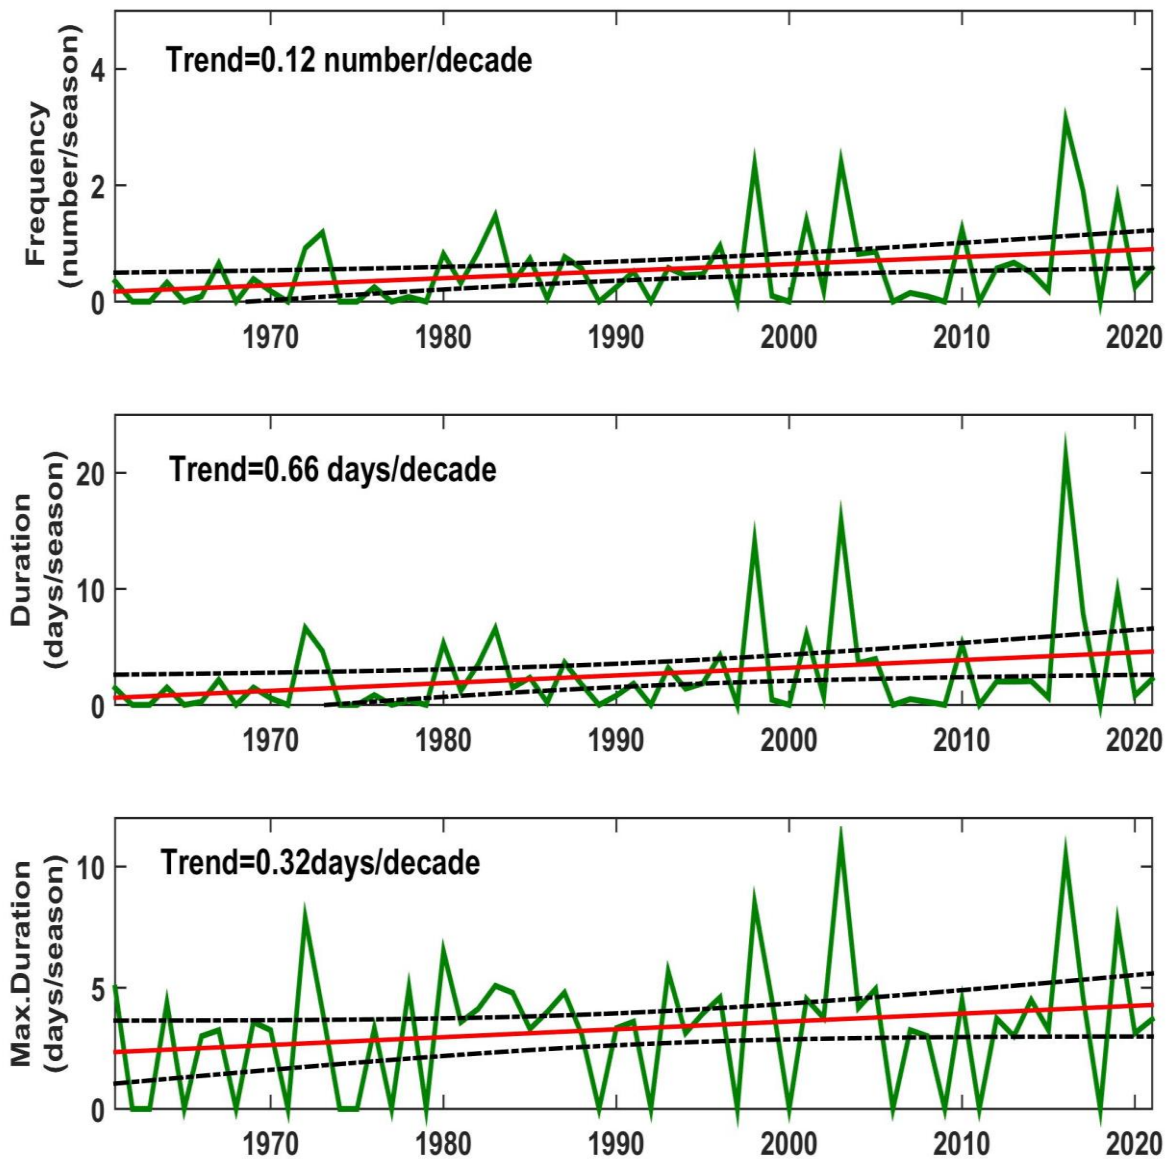 Trend=0.12 number/decade
Frequency
(number/season)
4
2
0
1970 1980 1990 2000 2010 2020
Trend=0.66 days/decade
Duration
(days/season)
20
10
0
1970 1980 1990 2000 2010 2020
Trend=0.32days/decade
Max.Duration
(days/season)
10
5
0
1970 1980 1990 2000 2010 2020